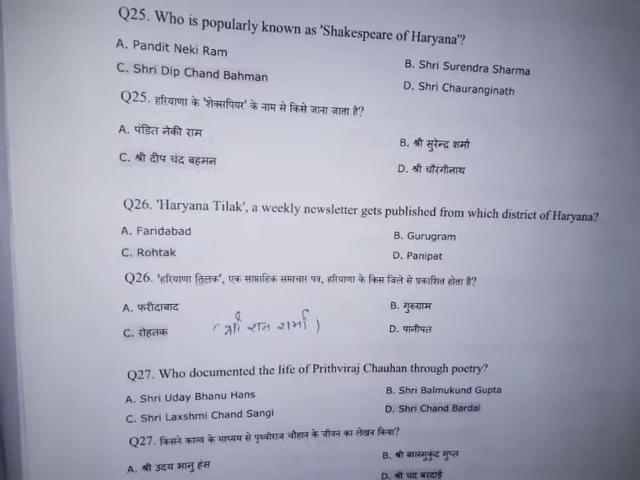 Q25. Who is popularly known as 'Shakespeare of Haryana'?
A. Pandit Neki Ram
B. Shri Surendra Sharma
C. Shri Dip Chand Bahman
D. Shri Chauranginath
Q25. हरियाणा के 'शेक्सपियर' के नाम से किसे जाना जाता है?
A. पंडित नेकी राम
B. श्री सुरेन्द्र शर्मा
C. श्री दीप चंद बहमन
D. श्री चौरंगीनाथ
Q26. 'Haryana Tilak', a weekly newsletter gets published from which district of Haryana?
A. Faridabad
B. Gurugram
C. Rohtak
D. Panipat
Q26. 'हरियाणा तिलक', एक साप्ताहिक समाचार पत्र, हरियाणा के किस जिले से प्रकाशित होता है?
A. फरीदाबाद
B. गुरुग्राम
C. रोहतक (श्री राम शर्मा)
D. पानीपत
Q27. Who documented the life of Prithviraj Chauhan through poetry?
A. Shri Uday Bhanu Hans
B. Shri Balmukund Gupta
C. Shri Laxshmi Chand Sangi
D. Shri Chand Bardai
Q27. किसने काव्य के माध्यम से पृथ्वीराज चौहान के जीवन का लेखन किया?
A. श्री उदय भानु हंस
B. श्री बालमुकुंद गुप्त
D. श्री चंद बरदाई